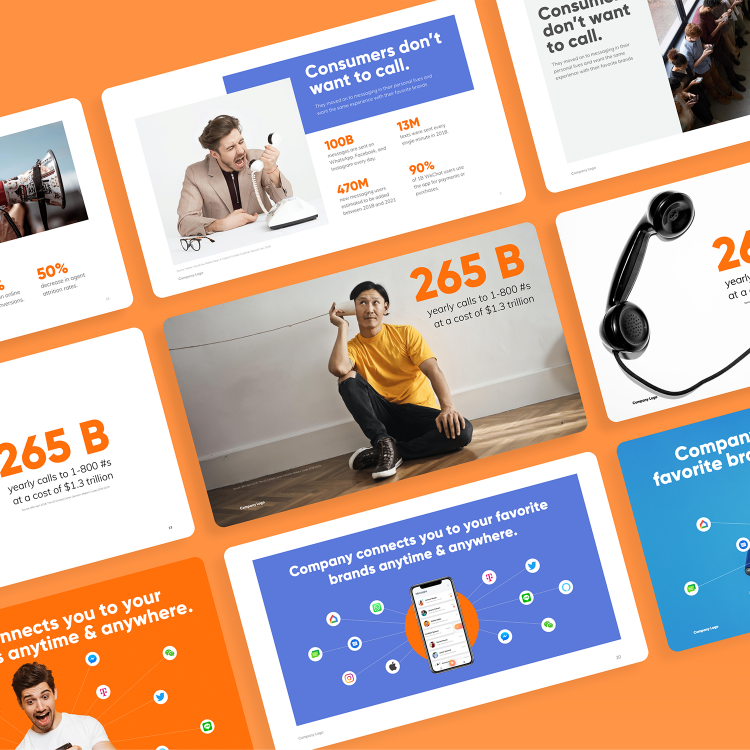 Consumers don't
want to call.
They moved on to messaging in their personal lives and
want the same experience with their favorite brands
100B
messages are sent on
WhatsApp, Facebook, and
Instagram every day.
13M
texts were sent every
single minute in 2018.
470M
new messaging users
estimated to be added
between 2018 and 2021
90%
of 1B WeChat users use
the app for payments or
purchases.
Company Logo
Consum
don't want
to call.
They moved on to messaging in their
personal lives and want the same
experience with their favorite brands
Company Logo
%
n online
nversions.
50%
decrease in agent
attrition rates.
265 B
yearly calls to 1-800 #s
at a cost of $1.3 trillion
Company Logo
26
yearly
at a
Company Logo
265 B
yearly calls to 1-800 #s
at a cost of $1.3 trillion
Company connects you to your favorite
brands anytime & anywhere.
Company Logo
20
Compan
favorite bra
Company Logo
nnects you to your
s anytime & anywhere.